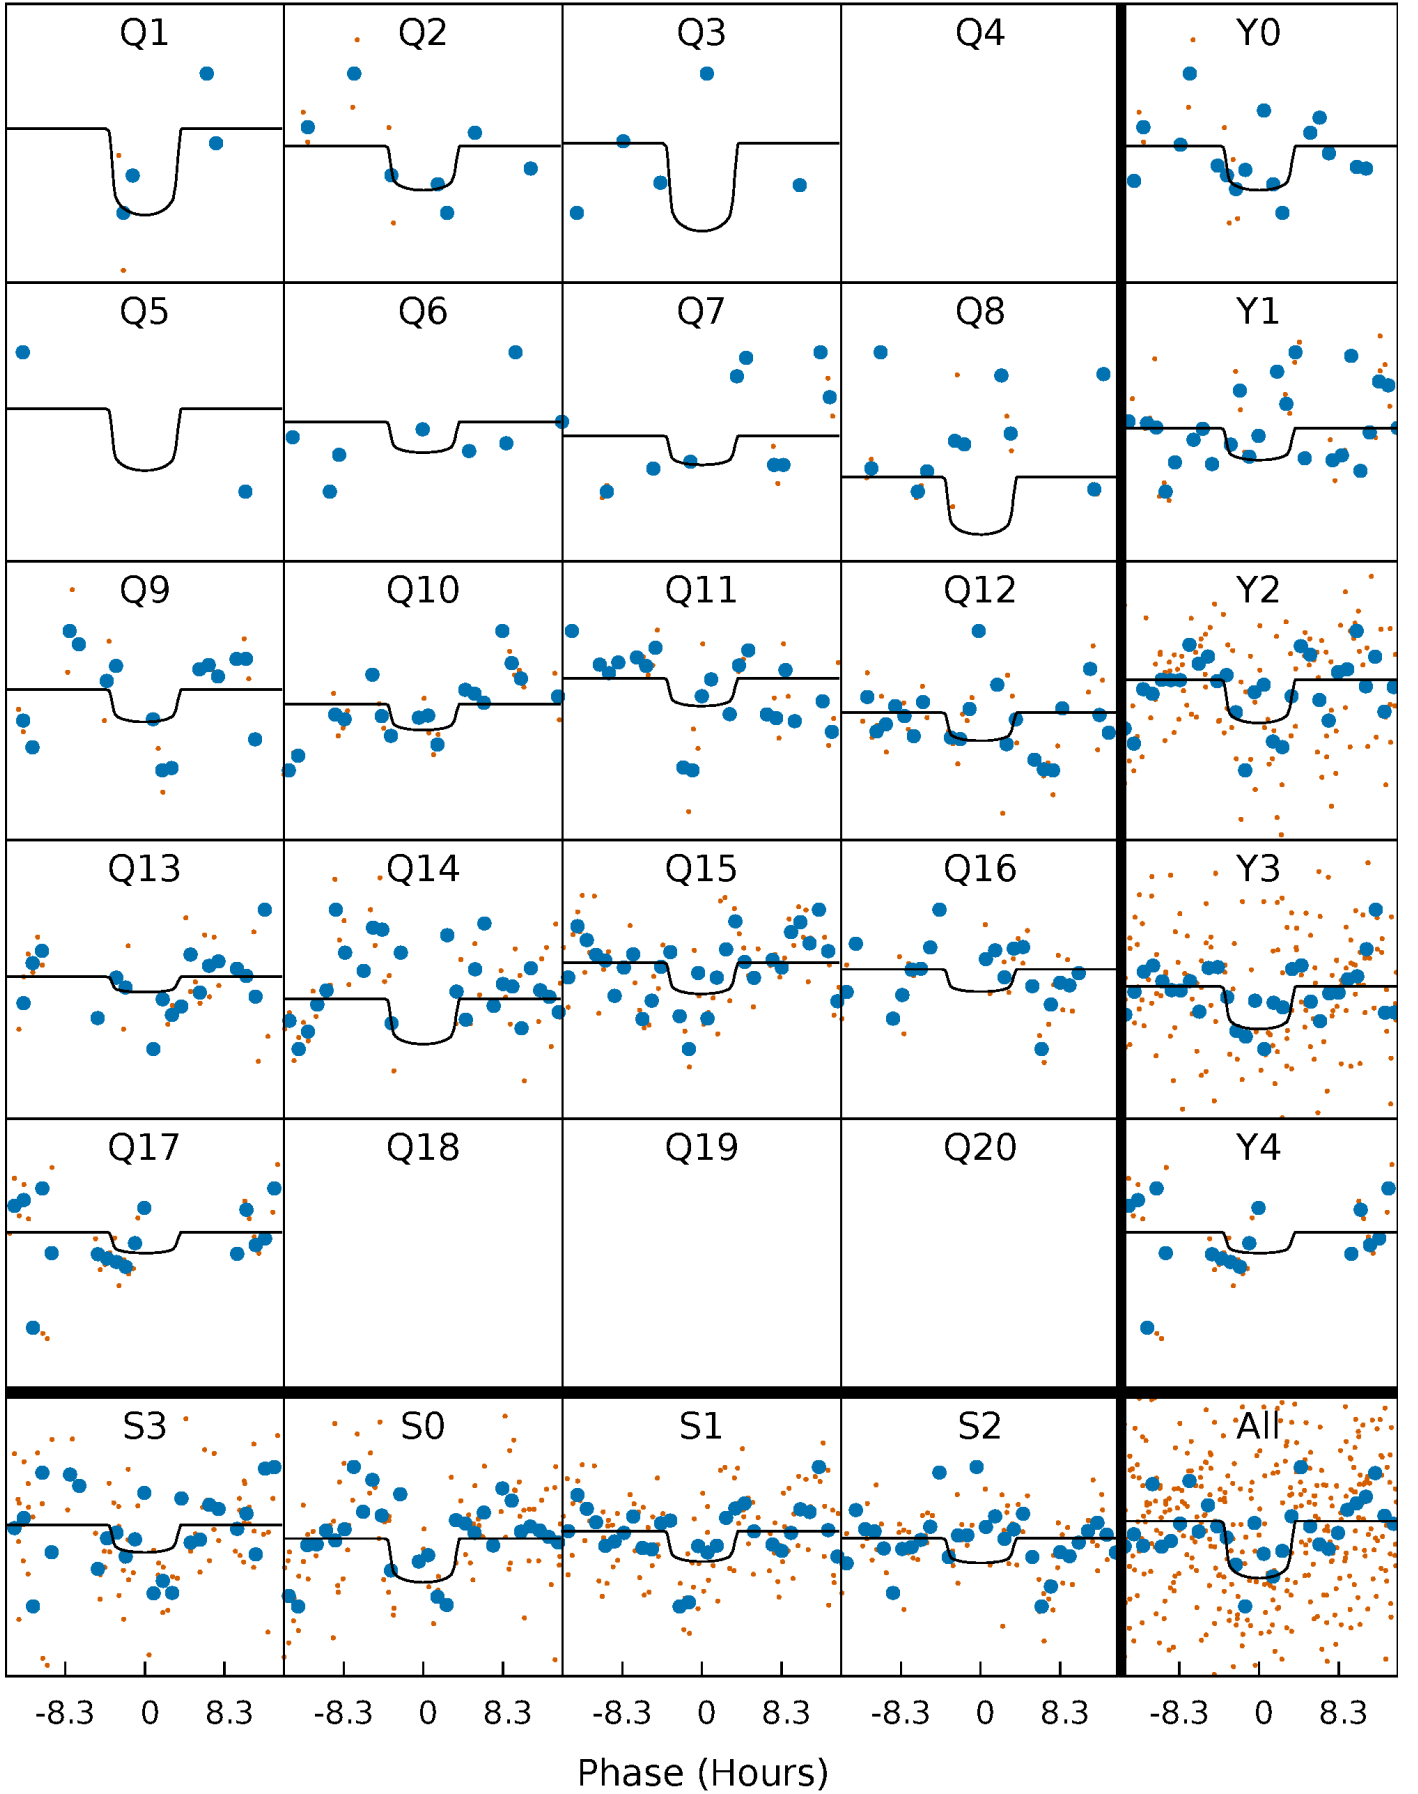 Q1 Q2 Q3 Q4 Y0
Q5 Q6 Q7 Q8 Y1
Q9 Q10 Q11 Q12 Y2
Q13 Q14 Q15 Q16 Y3
Q17 Q18 Q19 Q20 Y4
S3 S0 S1 S2 All
-8.3 0 8.3 -8.3 0 8.3 -8.3 0 8.3 -8.3 0 8.3 -8.3 0 8.3
Phase (Hours)